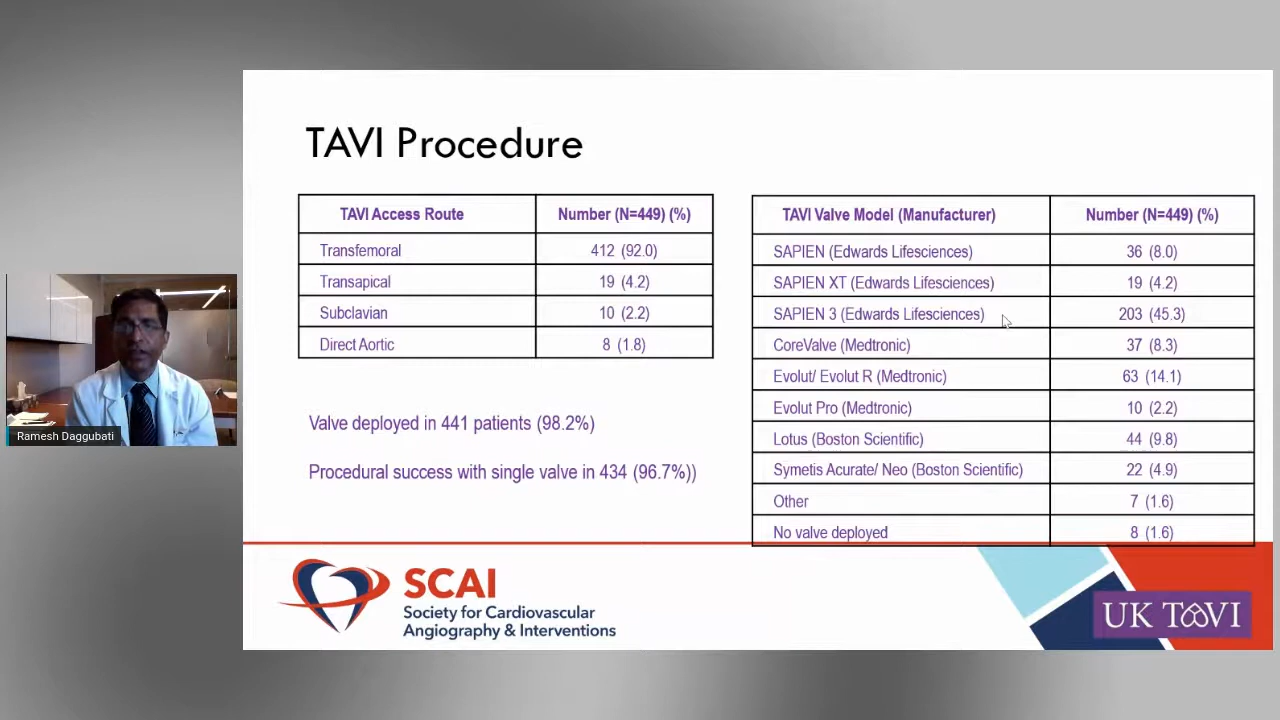 TAVI Procedure
TAVI Access Route Number (N=449) (%)
Transfemoral 412 (92.0)
Transapical 19 (4.2)
Subclavian 10 (2.2)
Direct Aortic 8 (1.8)
Valve deployed in 441 patients (98.2%)
Procedural success with single valve in 434 (96.7%))
TAVI Valve Model (Manufacturer) Number (N=449) (%)
SAPIEN (Edwards Lifesciences) 36 (8.0)
SAPIEN XT (Edwards Lifesciences) 19 (4.2)
SAPIEN 3 (Edwards Lifesciences) 203 (45.3)
CoreValve (Medtronic) 37 (8.3)
Evolut/ Evolut R (Medtronic) 63 (14.1)
Evolut Pro (Medtronic) 10 (2.2)
Lotus (Boston Scientific) 44 (9.8)
Symetis Acurate/ Neo (Boston Scientific) 22 (4.9)
Other 7 (1.6)
No valve deployed 8 (1.6)
Ramesh Daggubati
SCAI
Society for Cardiovascular
Angiography & Interventions
UK TAVI